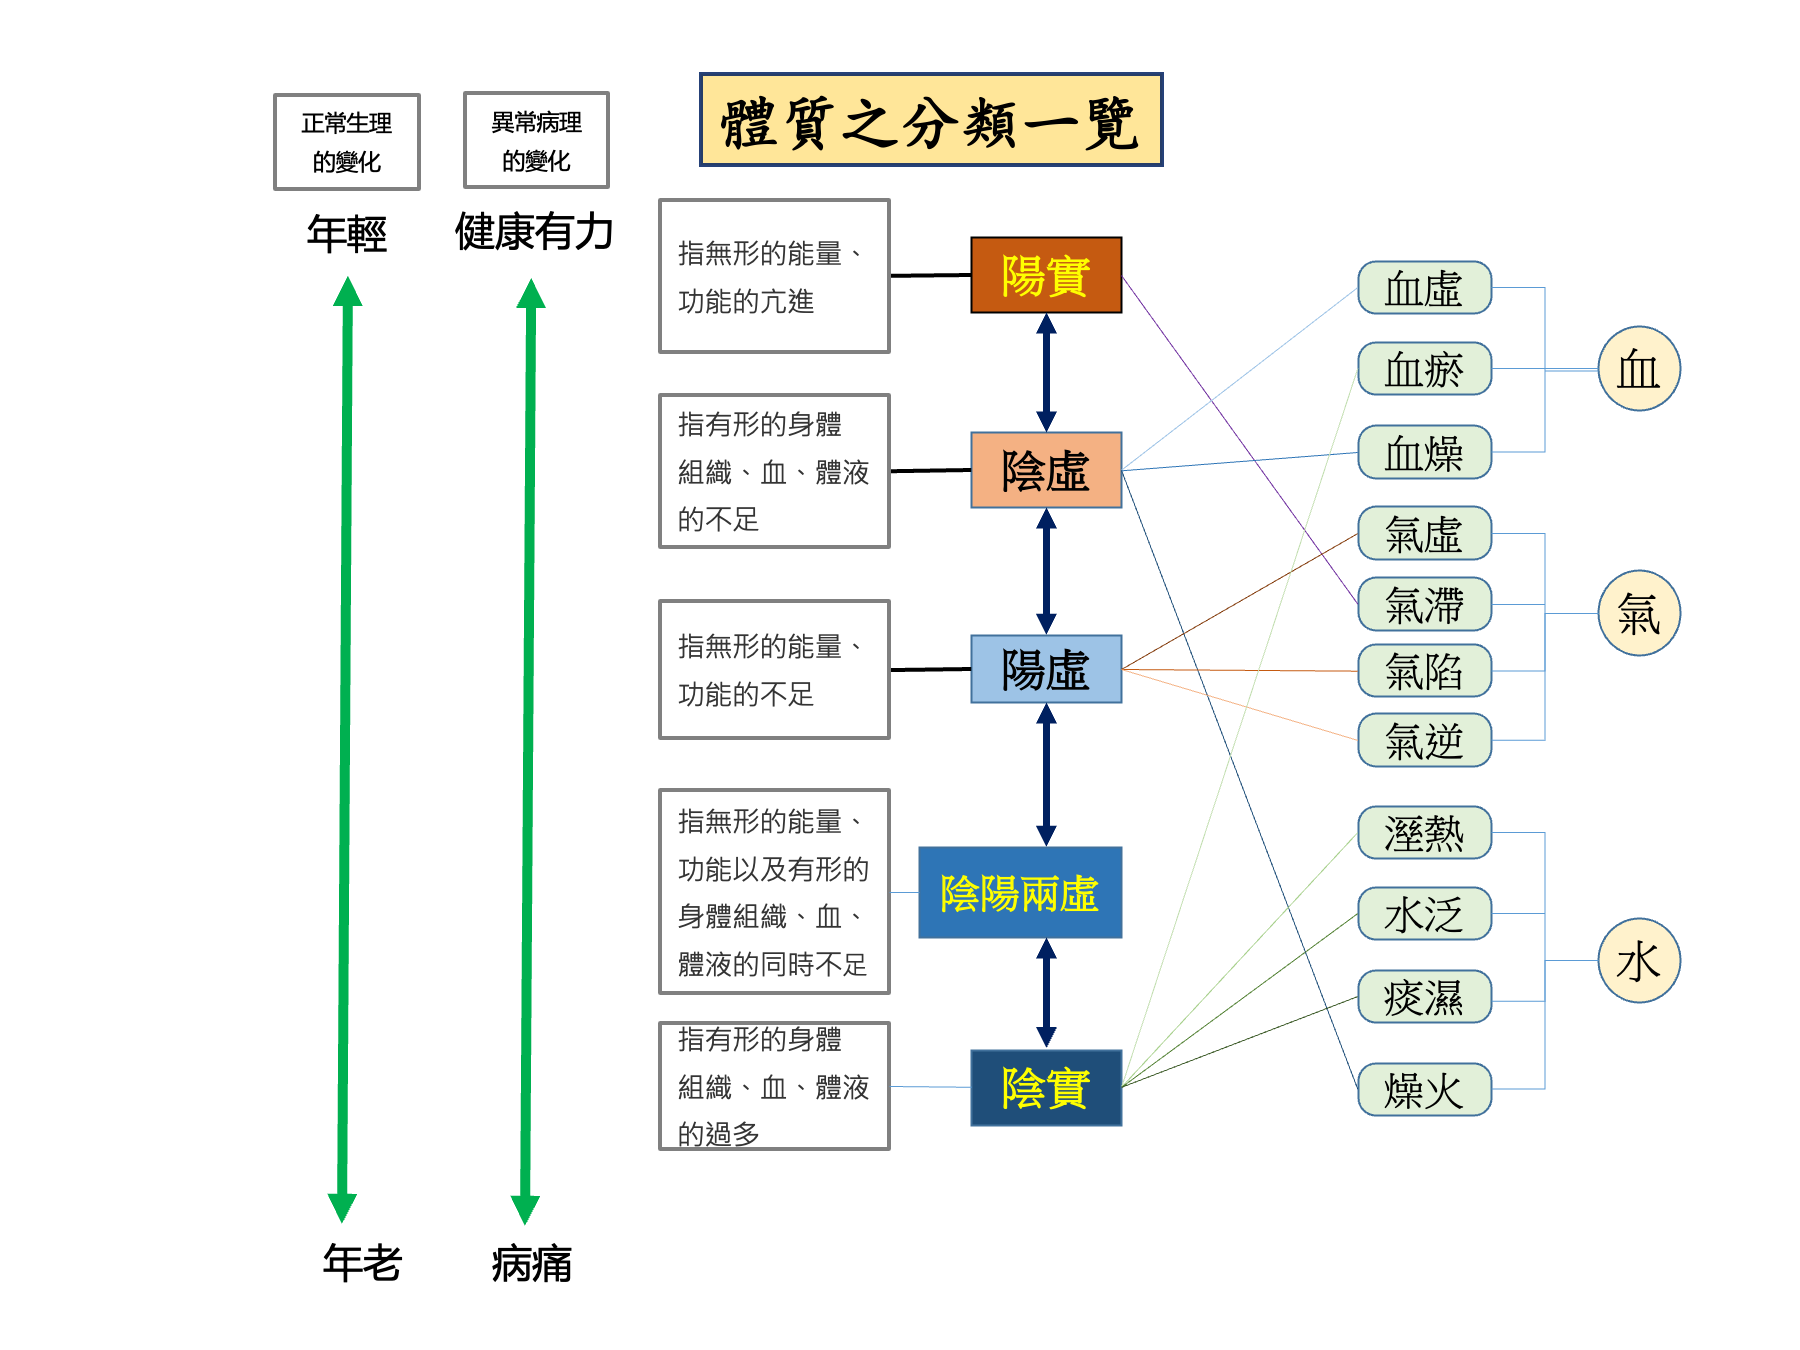 體質之分類一覽
正常生理
的變化
年輕
年老
異常病理
的變化
健康有力
病痛
指無形的能量、
功能的亢進
陽實
指有形的身體
組織、血、體液
的不足
陰虛
指無形的能量、
功能的不足
陽虛
指無形的能量、
功能以及有形的
身體組織、血、
體液的同時不足
陰陽兩虛
指有形的身體
組織、血、體液
的過多
陰實
血虛
血瘀
血燥
血
氣虛
氣滯
氣陷
氣逆
氣
溼熱
水泛
痰濕
燥火
水